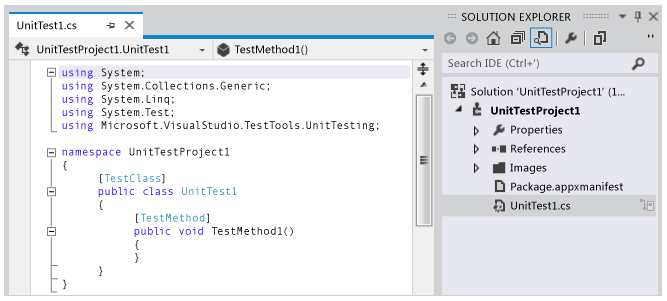 UnitTest1.cs
UnitTestProject1.UnitTest1
TestMethod1()
using System;
using System.Collections.Generic;
using System.Linq;
using System.Test;
using Microsoft.VisualStudio.TestTools.UnitTesting;
namespace UnitTestProject1
{
[TestClass]
public class UnitTest1
{
[TestMethod]
public void TestMethod1()
{
}
}
}
SOLUTION EXPLORER
Search IDE (Ctrl+')
Solution 'UnitTestProject1' (1...
UnitTestProject1
Properties
References
Images
Package.appxmanifest
UnitTest1.cs